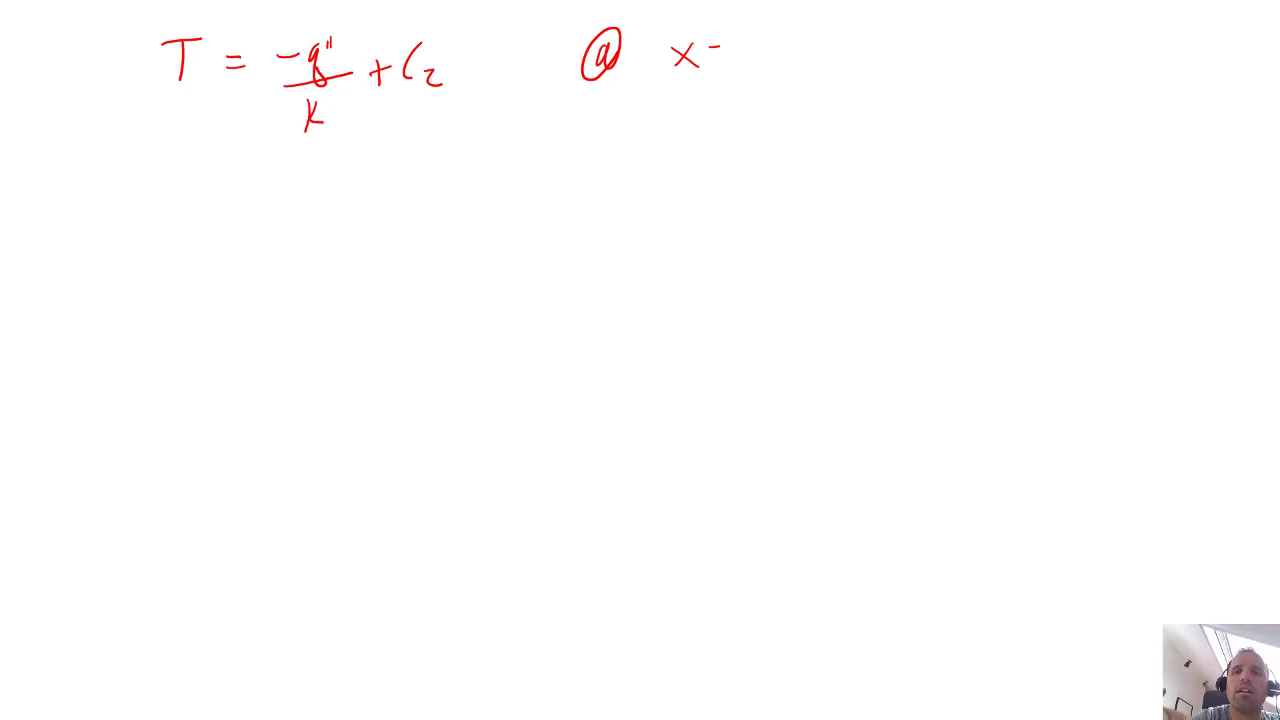 T = -q"/k + C2 @ x -